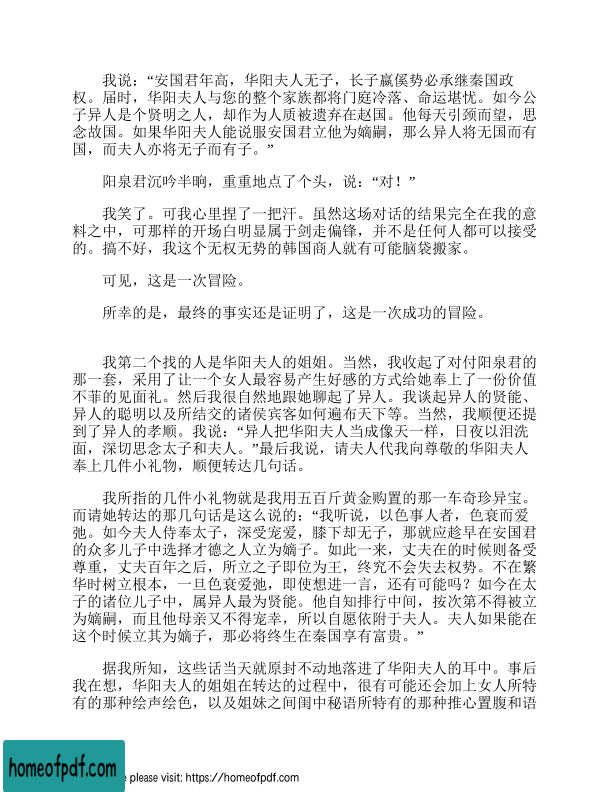 我说：“安国君年高，华阳夫人无子，长子嬴傒势必承继秦国政
权。届时，华阳夫人与您的整个家族都将门庭冷落、命运堪忧。如今公
子异人是个贤明之人，却作为人质被遗弃在赵国。他每天引颈而望，思
念故国。如果华阳夫人能说服安国君立他为嫡嗣，那么异人将无国而有
国，而夫人亦将无子而有子。”
阳泉君沉吟半晌，重重地点了个头，说：“对！”
我笑了。可我心里捏了一把汗。虽然这场对话的结果完全在我的意
料之中，可那样的开场白明显属于剑走偏锋，并不是任何人都可以接受
的。搞不好，我这个无权无势的韩国商人就有可能脑袋搬家。
可见，这是一次冒险。
所幸的是，最终的事实还是证明了，这是一次成功的冒险。
我第二个找的人是华阳夫人的姐姐。当然，我收起了对付阳泉君的
那一套，采用了让一个女人最容易产生好感的方式给她奉上了一份价值
不菲的见面礼。然后我很自然地跟她聊起了异人。我谈起异人的贤能、
异人的聪明以及所结交的诸侯宾客如何遍布天下等。当然，我顺便还提
到了异人的孝顺。我说：“异人把华阳夫人当成像天一样，日夜以泪洗
面，深切思念太子和夫人。”最后我说，请夫人代我向尊敬的华阳夫人
奉上几件小礼物，顺便转达几句话。
我所指的几件小礼物就是我用五百斤黄金购置的那一车奇珍异宝。
而请她转达的那几句话是这么说的：“我听说，以色事人者，色衰而爱
弛。如今夫人侍奉太子，深受宠爱，膝下却无子，那就应趁早在安国君
的众多儿子中选择才德之人立为嫡子。如此一来，丈夫在的时候则备受
尊重，丈夫百年之后，所立之子即位为王，终究不会失去权势。不在繁
华时树立根本，一旦色衰爱弛，即使想进一言，还有可能吗？如今在太
子的诸位儿子中，属异人最为贤能。他自知排行中间，按次第不得被立
为嫡嗣，而且他母亲又不得宠幸，所以自愿依附于夫人。夫人如果能在
这个时候立其为嫡子，那必将终生在秦国享有富贵。”
据我所知，这些话当天就原封不动地落进了华阳夫人的耳中。事后
我在想，华阳夫人的姐姐在转达的过程中，很有可能还会加上女人所特
有的那种绘声绘色，以及姐妹之间闺中秘语所特有的那种推心置腹和语
homeofpdf.com
please visit: https://homeofpdf.com